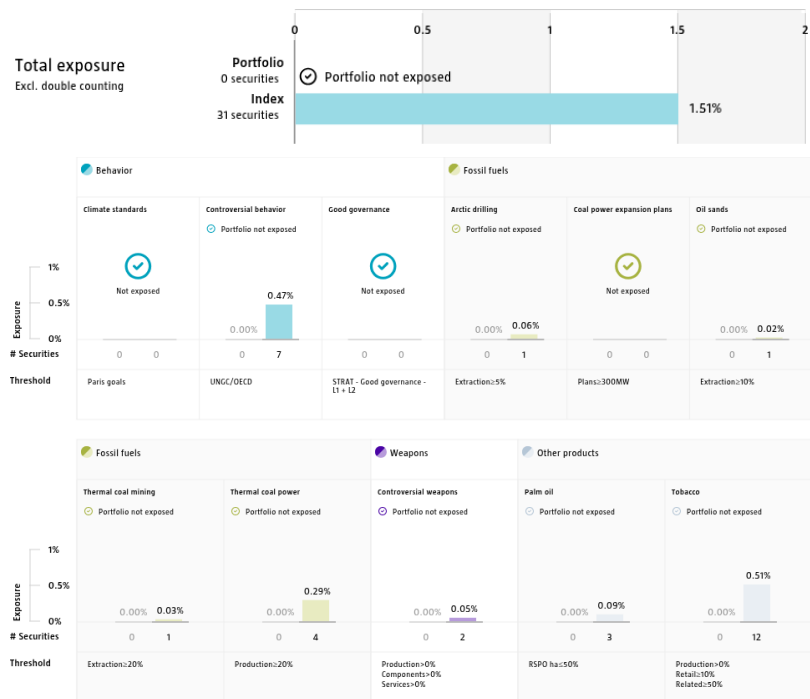 0 0.5 1 1.5 2
Total exposure
Excl. double counting
Portfolio
0 securities
Portfolio not exposed
Index
31 securities
1.51%
Behavior
Fossil fuels
Climate standards
Controversial behavior
Good governance
Arctic drilling
Coal power expansion plans
Oil sands
Portfolio not exposed
Portfolio not exposed
Portfolio not exposed
Not exposed
Not exposed
Not exposed
Exposure
1%
0.5%
0%
0.00% 0.47%
0.00% 0.06%
0.00% 0.02%
# Securities
0 0
0 7
0 0
0 1
0 0
0 1
Threshold
Paris goals
UNGC/OECD
STRAT - Good governance -
L1 + L2
Extraction≥5%
Plans≥300MW
Extraction≥10%
Fossil fuels
Weapons
Other products
Thermal coal mining
Thermal coal power
Controversial weapons
Palm oil
Tobacco
Portfolio not exposed
Portfolio not exposed
Portfolio not exposed
Portfolio not exposed
Portfolio not exposed
Exposure
1%
0.5%
0%
0.00% 0.03%
0.00% 0.29%
0.00% 0.05%
0.00% 0.09%
0.00% 0.51%
# Securities
0 1
0 4
0 2
0 3
0 12
Threshold
Extraction≥20%
Production≥20%
Production>0%
Components>0%
Services>0%
RSPO ha≤50%
Production>0%
Retail≥10%
Related≥50%